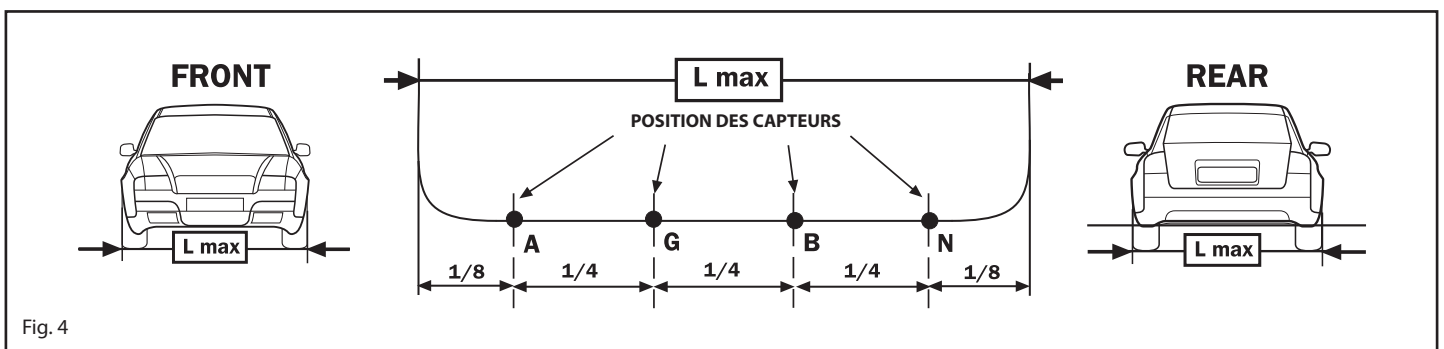 FRONT
L max
REAR
POSITION DES CAPTEURS
A
G
B
N
L max
L max
1/8
1/4
1/4
1/4
1/8
Fig. 4